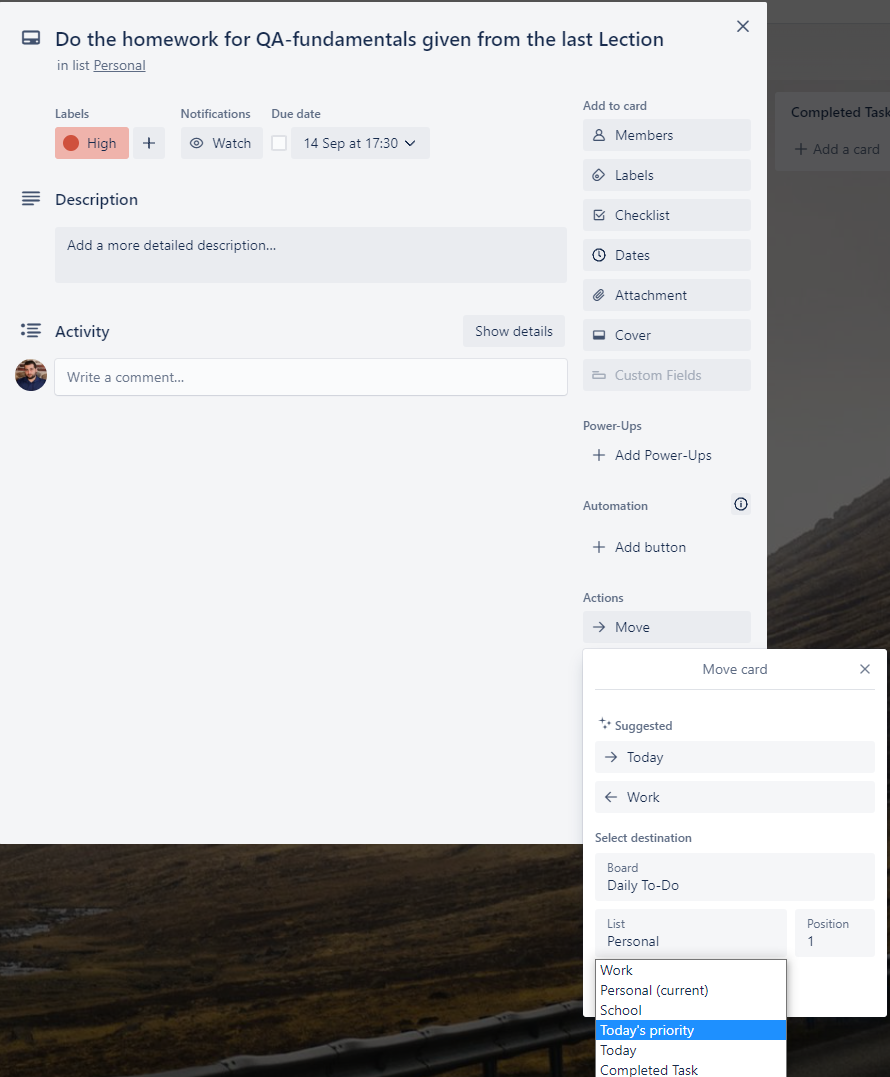 Do the homework for QA-fundamentals given from the last Lection
in list Personal
Labels
High
Notifications
Watch
Due date
14 Sep at 17:30
Description
Add a more detailed description...
Activity
Show details
Write a comment...
Add to card
Members
Labels
Checklist
Dates
Attachment
Cover
Custom Fields
Power-Ups
Add Power-Ups
Automation
Add button
Actions
Move
Move card
Suggested
Today
Work
Select destination
Board
Daily To-Do
List
Personal
Position
1
Work
Personal (current)
School
Today's priority
Today
Completed Task
Completed Task
Add a card